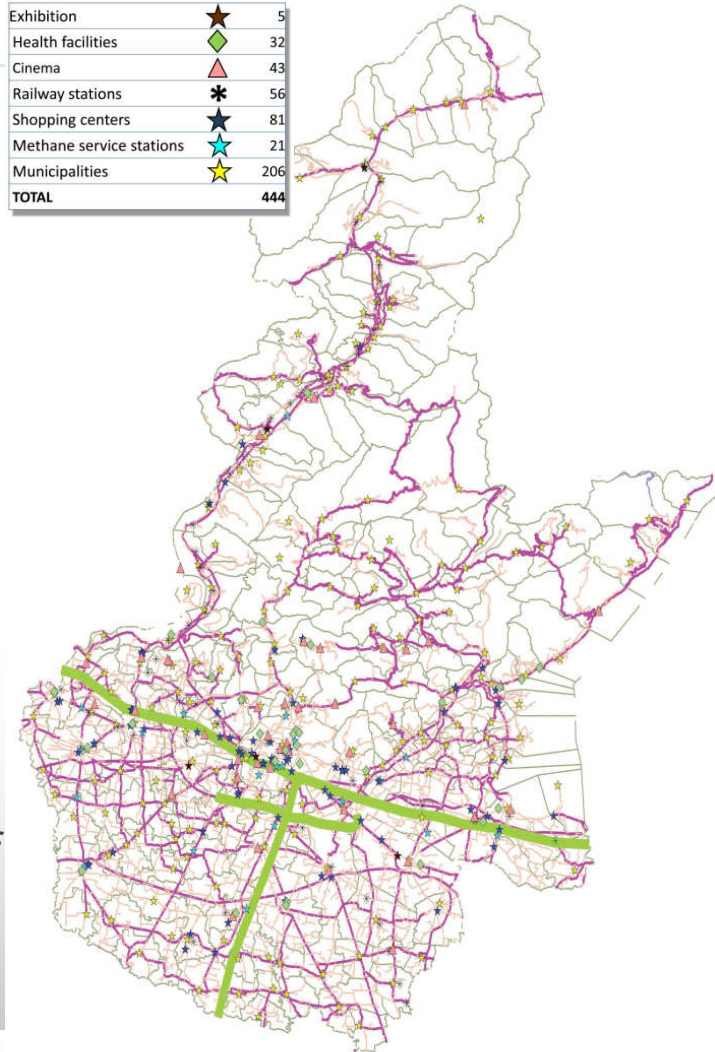 Exhibition 5
Health facilities 32
Cinema 43
Railway stations 56
Shopping centers 81
Methane service stations 21
Municipalities 206
TOTAL 444